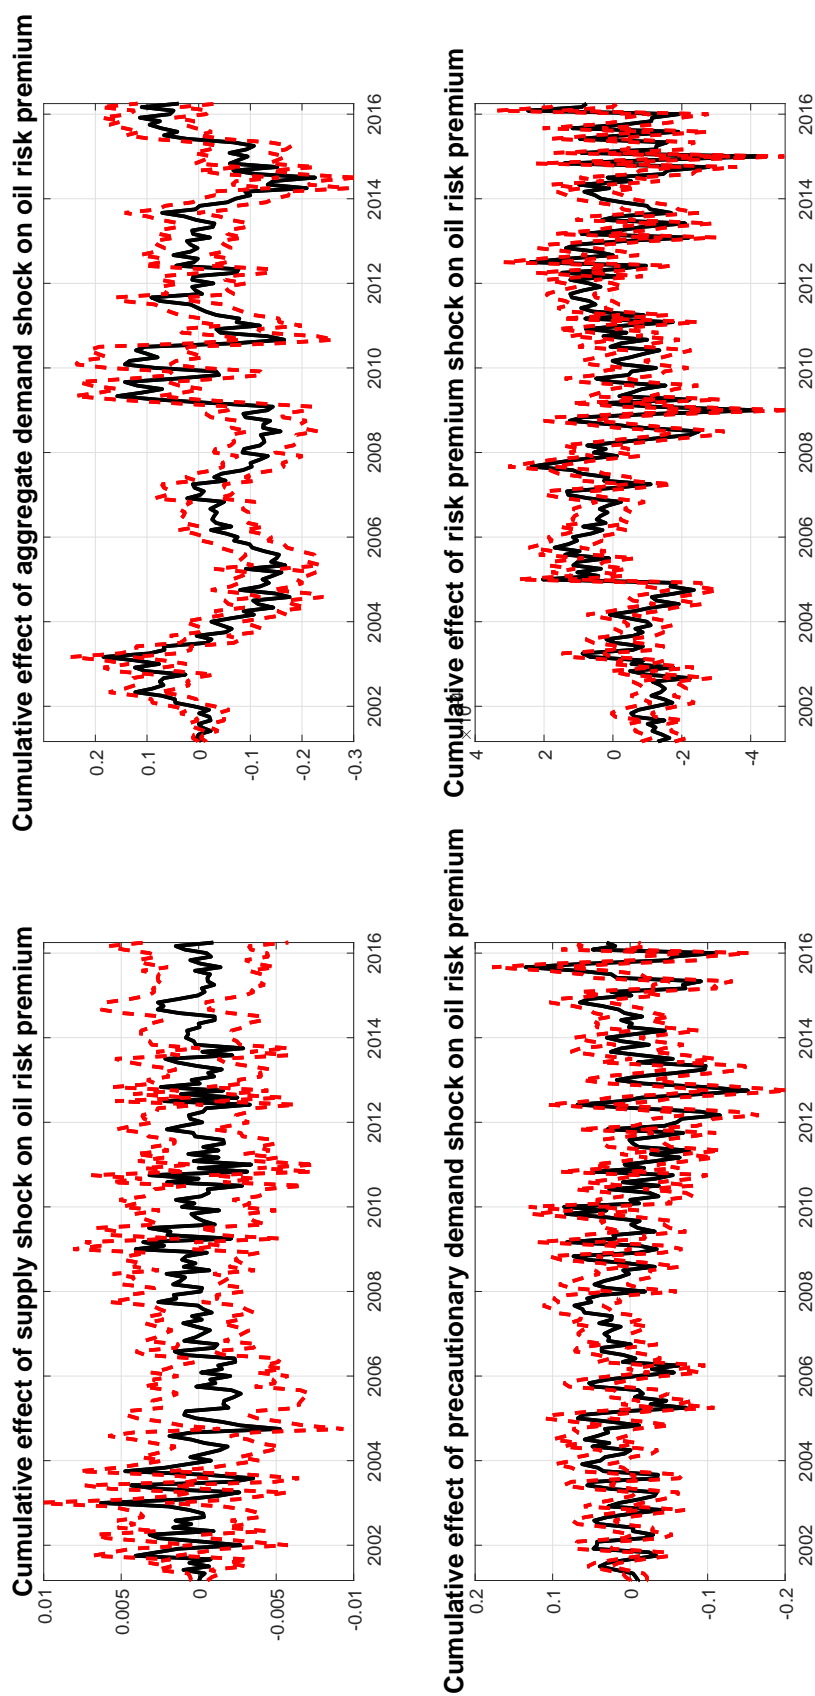 Cumulative effect of supply shock on oil risk premium
0.01
0.005
0
-0.005
-0.01
2002 2004 2006 2008 2010 2012 2014 2016
Cumulative effect of aggregate demand shock on oil risk premium
0.2
0.1
0
-0.1
-0.2
-0.3
2002 2004 2006 2008 2010 2012 2014 2016
Cumulative effect of precautionary demand shock on oil risk premium
0.2
0.1
0
-0.1
-0.2
2002 2004 2006 2008 2010 2012 2014 2016
Cumulative effect of risk premium shock on oil risk premium
×10
4
2
0
-2
-4
2002 2004 2006 2008 2010 2012 2014 2016